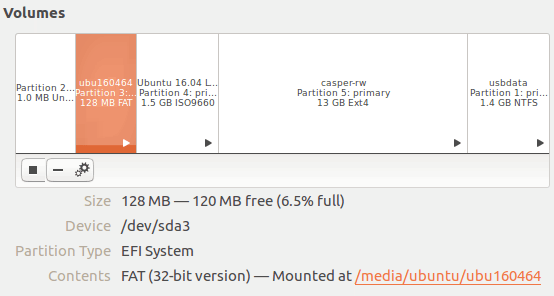 Volumes
Partition 2...
1.0 MB Un...
ubu160464
Partition 3:...
128 MB FAT
Ubuntu 16.04 L...
Partition 4: pri...
1.5 GB ISO9660
casper-rw
Partition 5: primary
13 GB Ext4
usbdata
Partition 1: pri...
1.4 GB NTFS
Size 128 MB — 120 MB free (6.5% full)
Device /dev/sda3
Partition Type EFI System
Contents FAT (32-bit version) — Mounted at /media/ubuntu/ubu160464